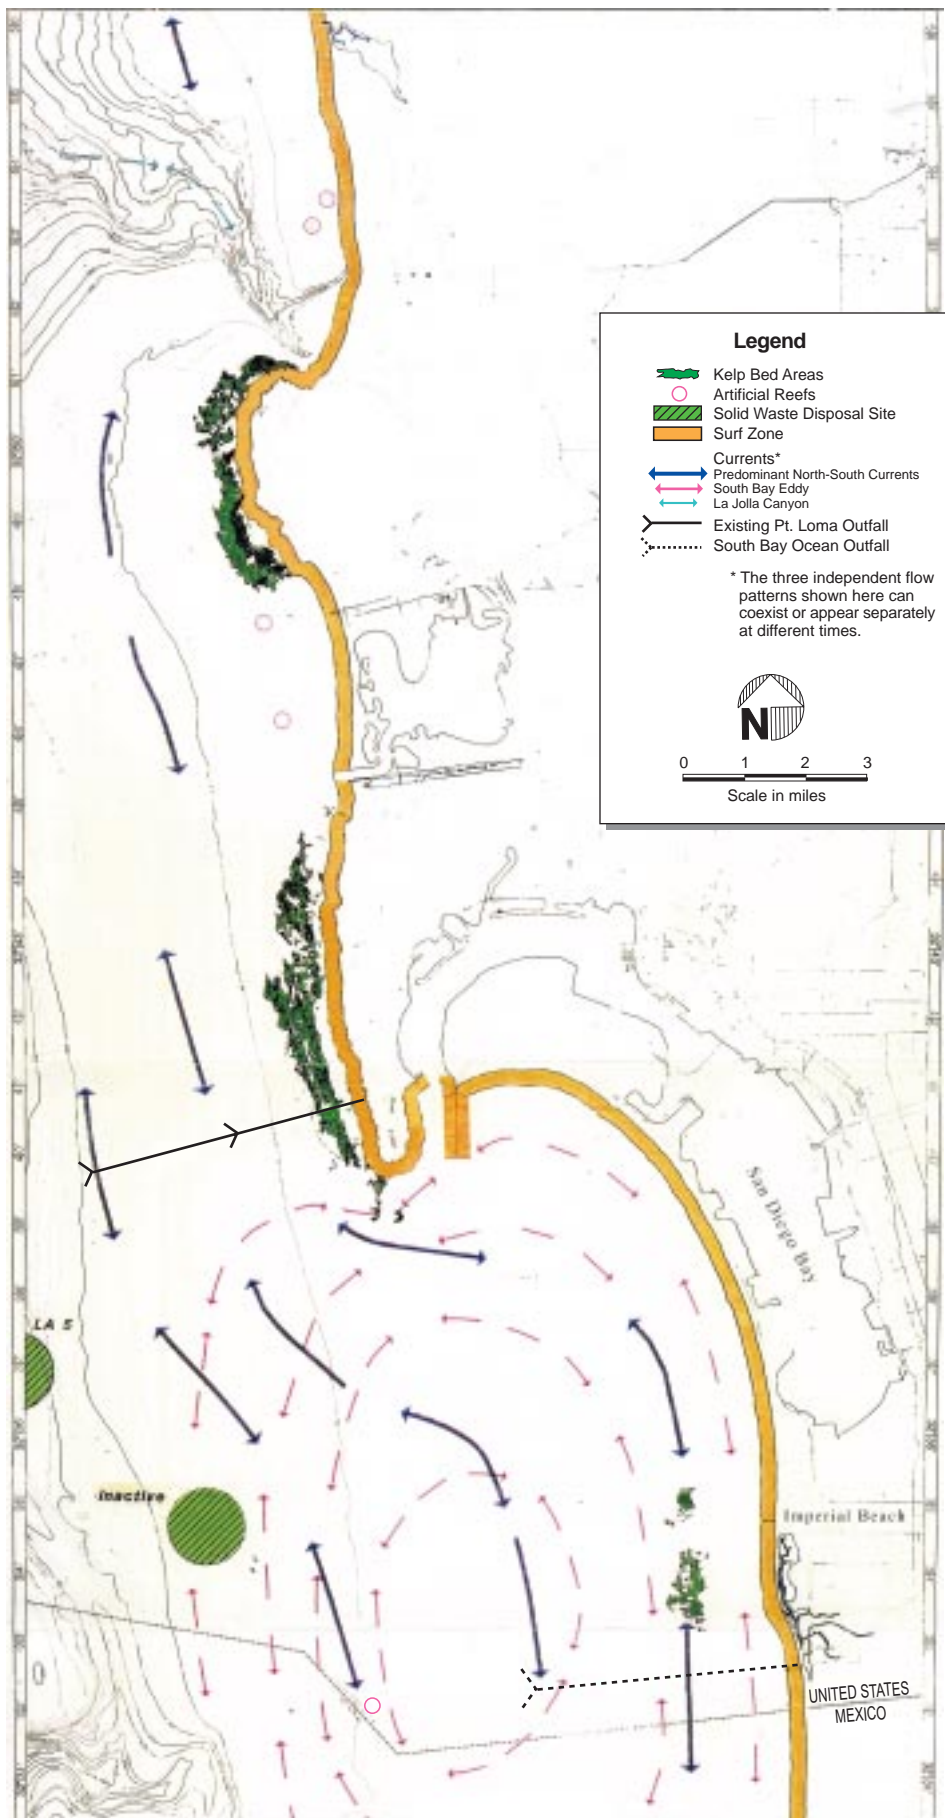 Legend
Kelp Bed Areas
Artificial Reefs
Solid Waste Disposal Site
Surf Zone
Currents*
Predominant North-South Currents
South Bay Eddy
La Jolla Canyon
Existing Pt. Loma Outfall
South Bay Ocean Outfall
* The three independent flow
patterns shown here can
coexist or appear separately
at different times.
N
0 1 2 3
Scale in miles
San Diego Bay
LA 5
Inactive
Imperial Beach
UNITED STATES
MEXICO